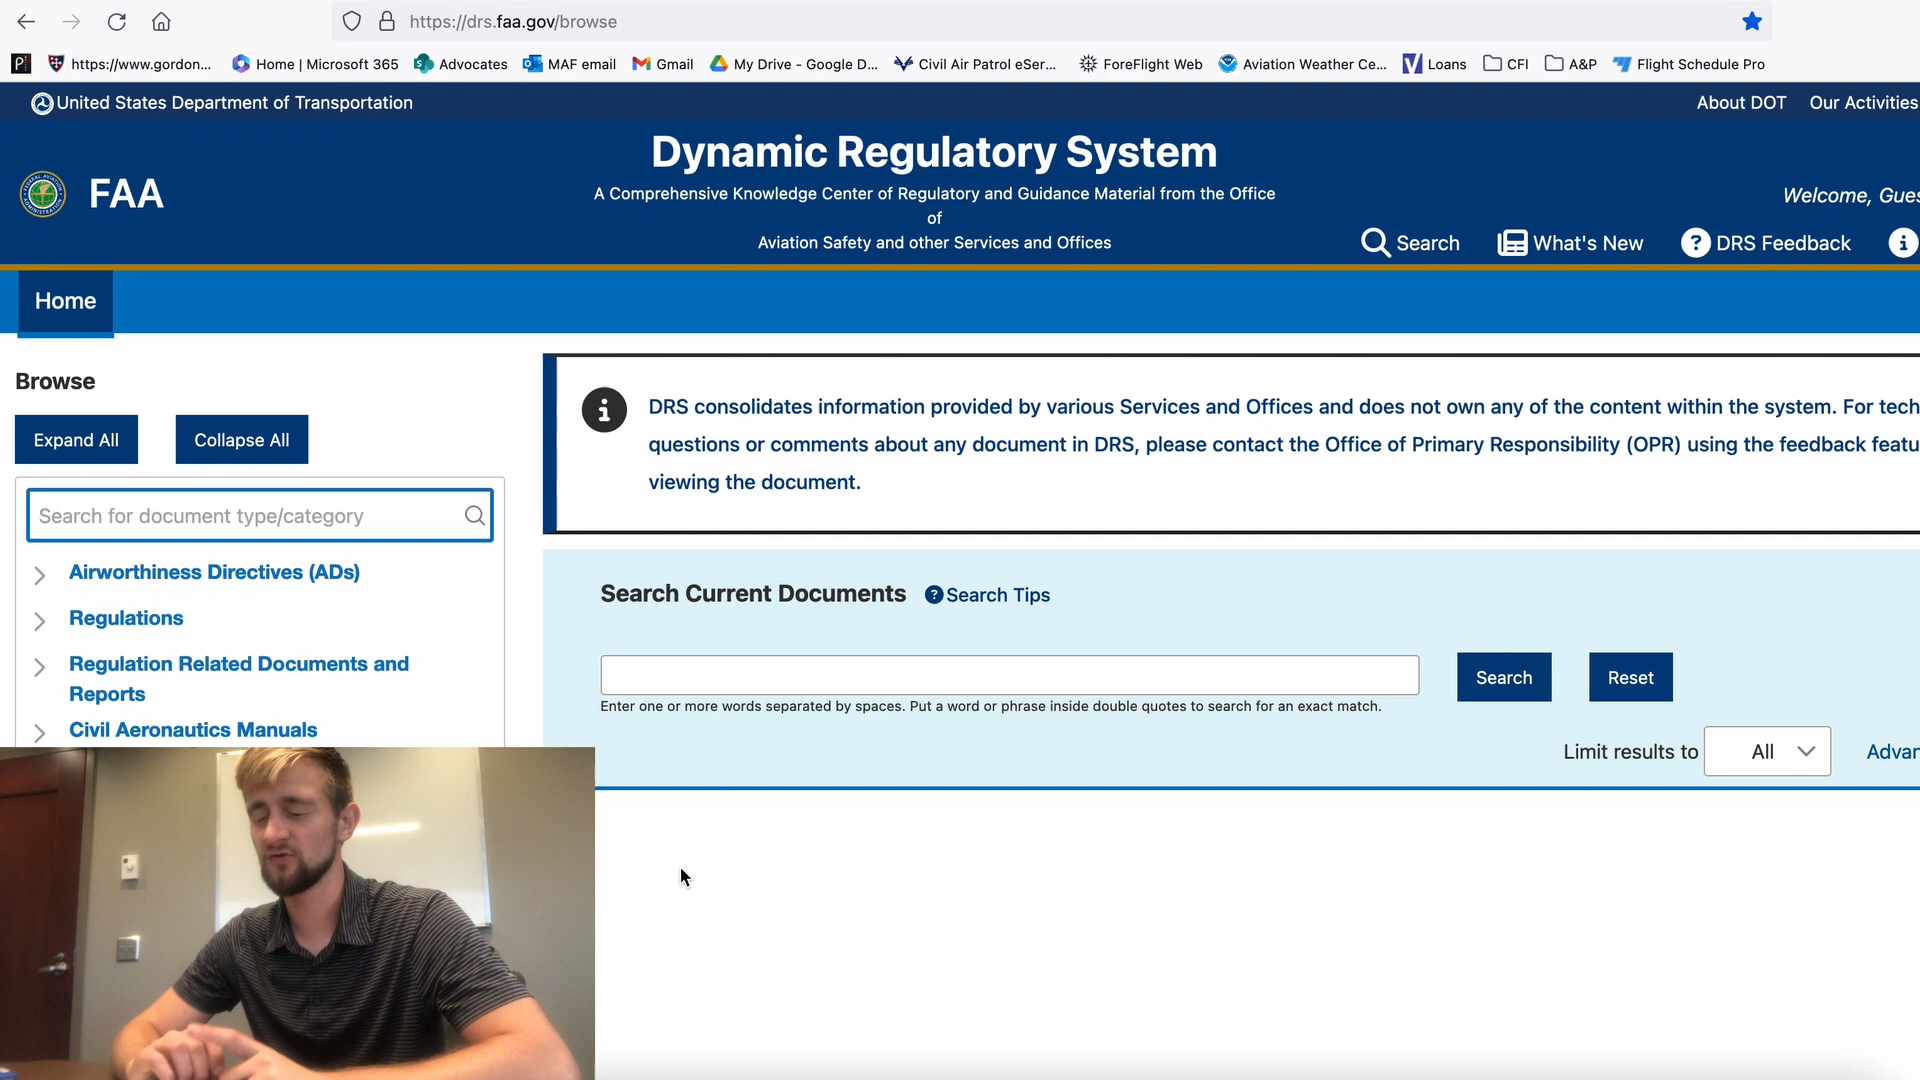 https://drs.faa.gov/browse
https://www.gordon...
Home | Microsoft 365
Advocates
MAF email
Gmail
My Drive - Google D...
Civil Air Patrol eSer...
ForeFlight Web
Aviation Weather Ce...
Loans
CFI
A&P
Flight Schedule Pro
United States Department of Transportation
About DOT
Our Activities
FAA
Dynamic Regulatory System
A Comprehensive Knowledge Center of Regulatory and Guidance Material from the Office
of
Aviation Safety and other Services and Offices
Welcome, Gues
Search
What's New
DRS Feedback
Home
Browse
Expand All
Collapse All
Search for document type/category
Airworthiness Directives (ADs)
Regulations
Regulation Related Documents and
Reports
Civil Aeronautics Manuals
DRS consolidates information provided by various Services and Offices and does not own any of the content within the system. For tech
questions or comments about any document in DRS, please contact the Office of Primary Responsibility (OPR) using the feedback featu
viewing the document.
Search Current Documents
Search Tips
Search
Reset
Enter one or more words separated by spaces. Put a word or phrase inside double quotes to search for an exact match.
Limit results to
All
Advan